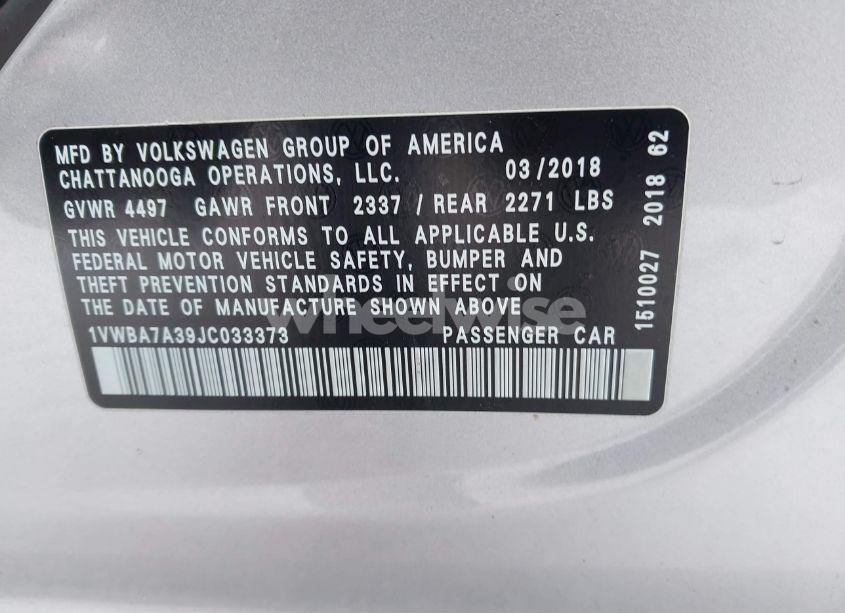 MFD BY VOLKSWAGEN GROUP OF AMERICA
CHATTANOOGA OPERATIONS, LLC. 03/2018
GVWR 4497 GAWR FRONT 2337 / REAR 2271 LBS
THIS VEHICLE CONFORMS TO ALL APPLICABLE U.S.
FEDERAL MOTOR VEHICLE SAFETY, BUMPER AND
THEFT PREVENTION STANDARDS IN EFFECT ON
THE DATE OF MANUFACTURE SHOWN ABOVE
1VWBA7A39JC033373 PASSENGER CAR
1510027 2018 62
wheelwise